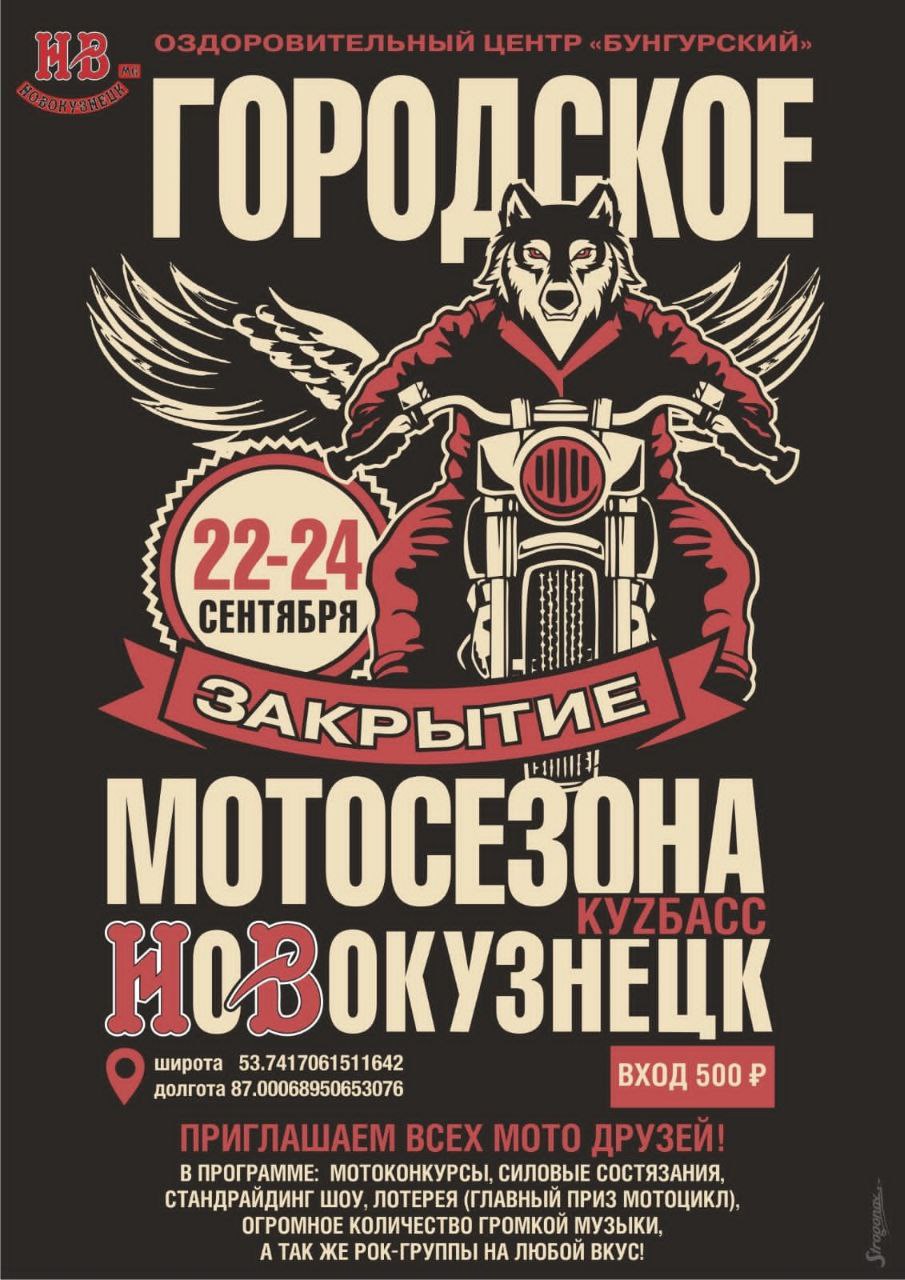 НВ
MC
НОВОКУЗНЕЦК
ОЗДОРОВИТЕЛЬНЫЙ ЦЕНТР «БУНГУРСКИЙ»
ГОРОДСКОЕ
22-24
СЕНТЯБРЯ
ЗАКРЫТИЕ
МОТОСЕЗОНА
КУZБАСС
НОВОКУЗНЕЦК
широта 53.7417061511642
долгота 87.00068950653076
ВХОД 500 ₽
ПРИГЛАШАЕМ ВСЕХ МОТО ДРУЗЕЙ!
В ПРОГРАММЕ: МОТОКОНКУРСЫ, СИЛОВЫЕ СОСТЯЗАНИЯ,
СТАНДРАЙДИНГ ШОУ, ЛОТЕРЕЯ (ГЛАВНЫЙ ПРИЗ МОТОЦИКЛ),
ОГРОМНОЕ КОЛИЧЕСТВО ГРОМКОЙ МУЗЫКИ,
А ТАК ЖЕ РОК-ГРУППЫ НА ЛЮБОЙ ВКУС!